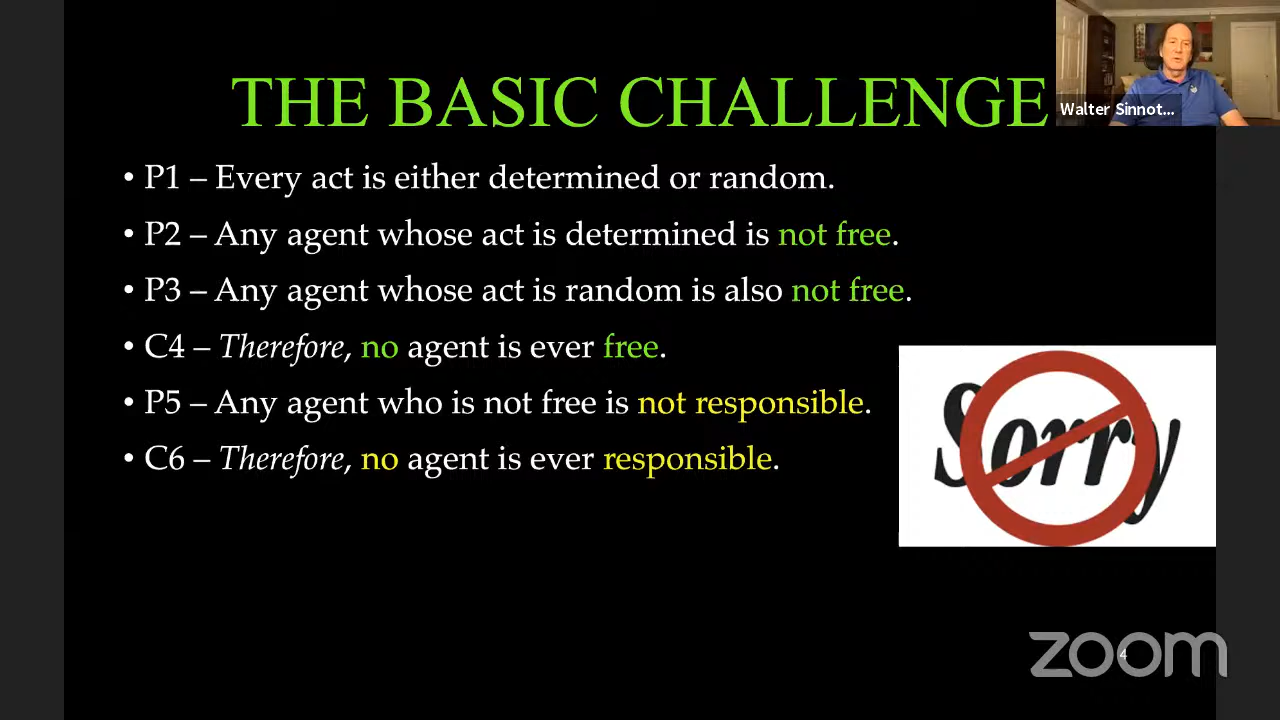 THE BASIC CHALLENGE
Walter Sinnot...
• P1 – Every act is either determined or random.
• P2 – Any agent whose act is determined is not free.
• P3 – Any agent whose act is random is also not free.
• C4 – Therefore, no agent is ever free.
• P5 – Any agent who is not free is not responsible.
• C6 – Therefore, no agent is ever responsible.
Sorry
zoom
4